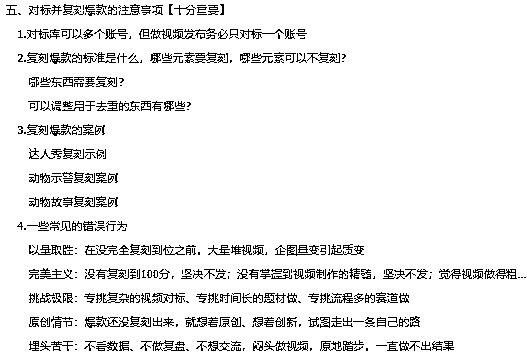 五、对标并复刻爆款的注意事项【十分重要】
1.对标库可以多个账号，但做视频发布务必只对标一个账号
2.复刻爆款的标准是什么，哪些元素要复刻，哪些元素可以不复刻?
哪些东西需要复刻?
可以调整用于去重的东西有哪些?
3.复刻爆款的案例
达人秀复刻示例
动物示警复刻案例
动物故事复刻案例
4.一些常见的错误行为
以量取胜：在没完全复刻到位之前，大量堆视频，企图量变引起质变
完美主义：没有复刻到100分，坚决不发；没有掌握到视频制作的精髓，坚决不发；觉得视频做得粗...
挑战极限：专挑复杂的视频对标、专挑时间长的题材做、专挑流程多的赛道做
原创情节：爆款还没复刻出来，就想着原创、想着创新，试图走出一条自己的路
埋头苦干：不看数据、不做复盘、不想交流，闷头做视频，原地踏步，一直做不出结果